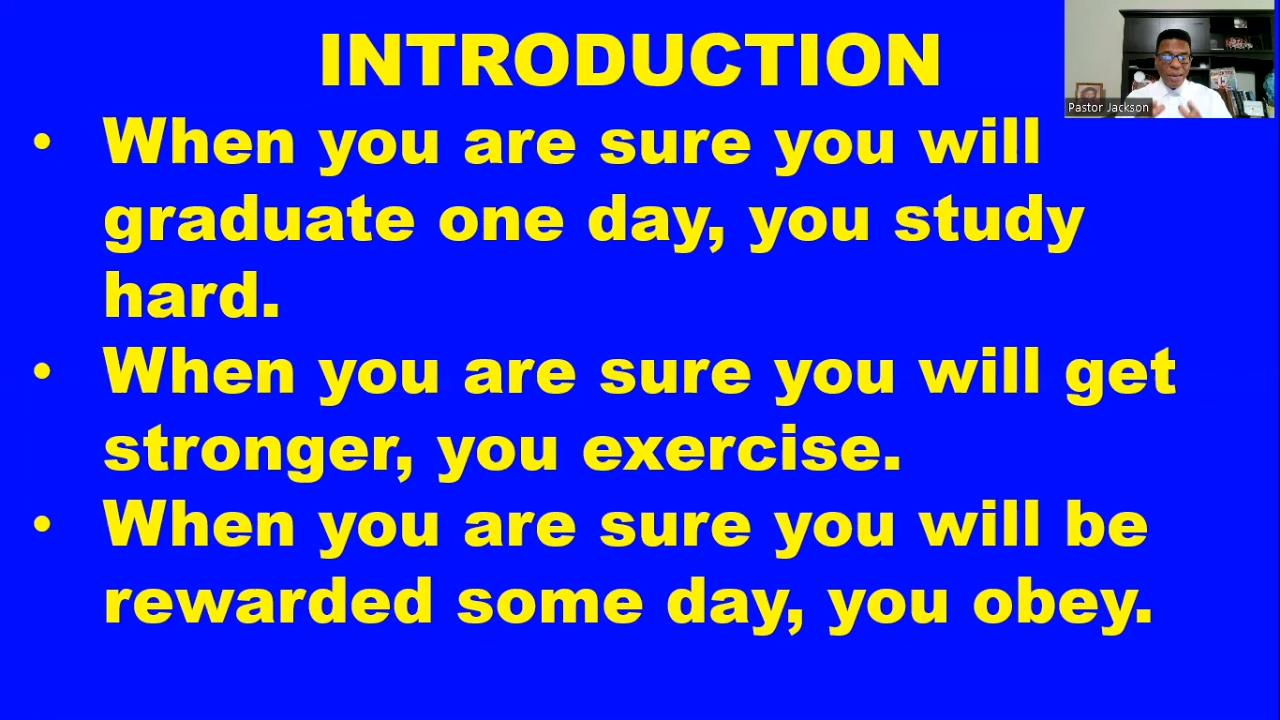 INTRODUCTION
Pastor Jackson
• When you are sure you will
graduate one day, you study
hard.
• When you are sure you will get
stronger, you exercise.
• When you are sure you will be
rewarded some day, you obey.